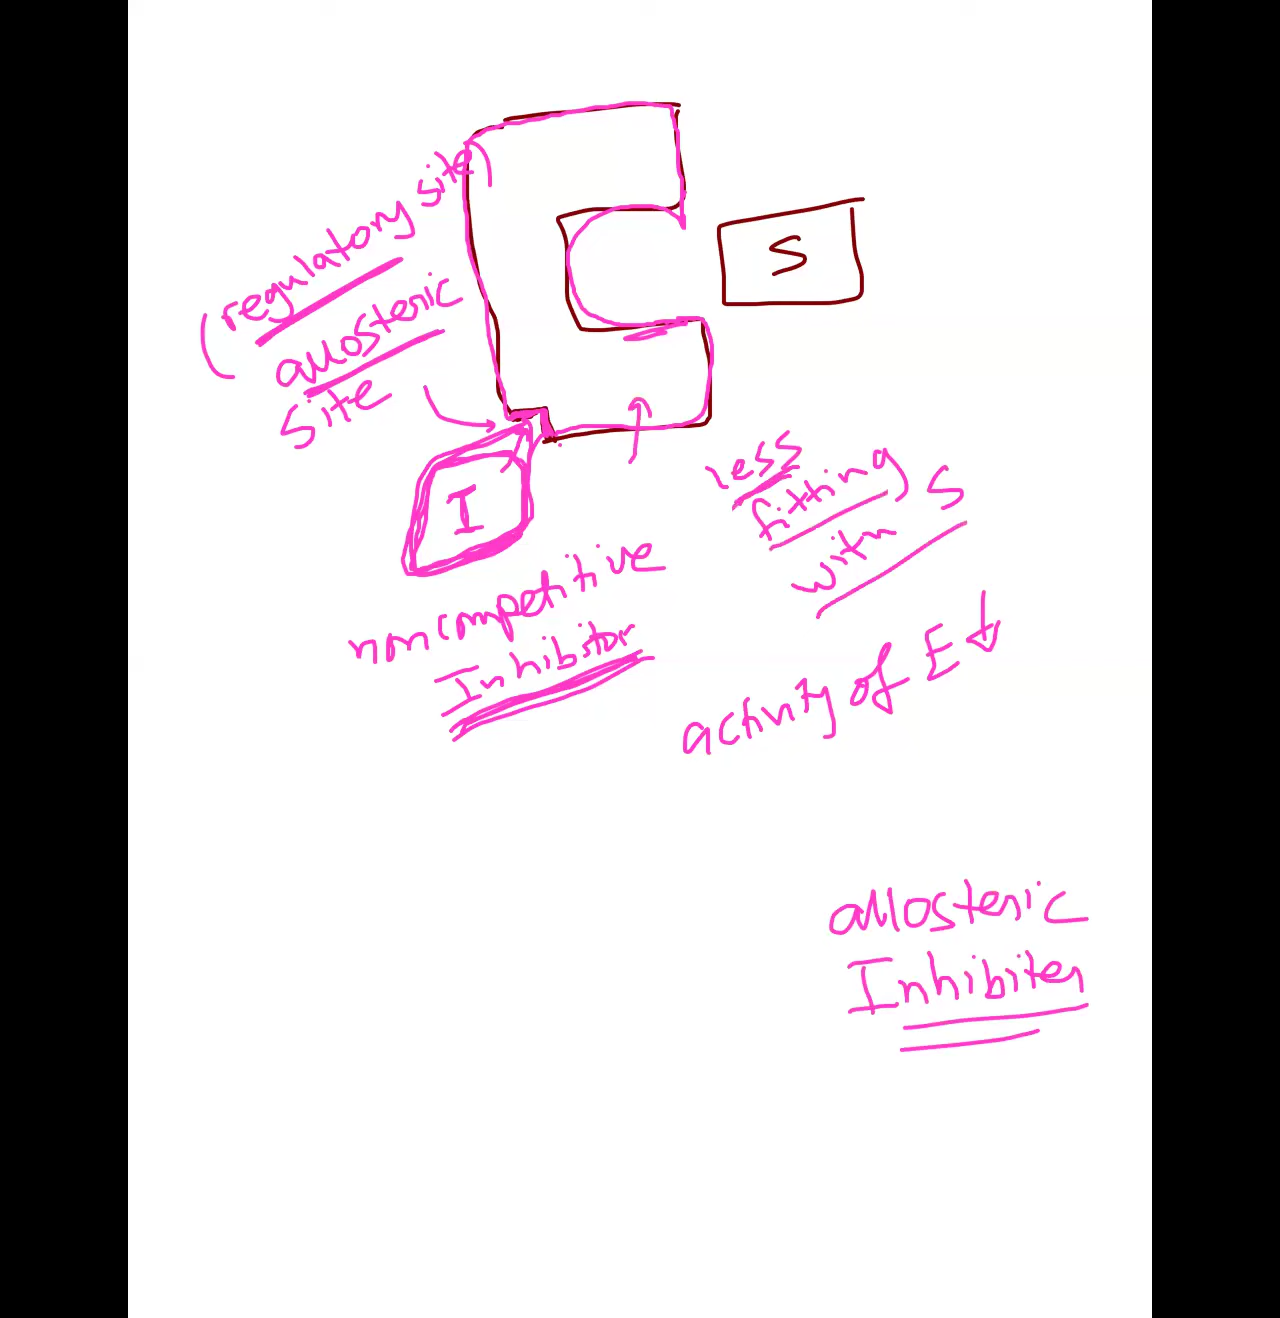 (regulatory site)
allosteric
site
S
I
noncompetitive
Inhibitor
less
fitting
with S
activity of E ↓
allosteric
Inhibiter